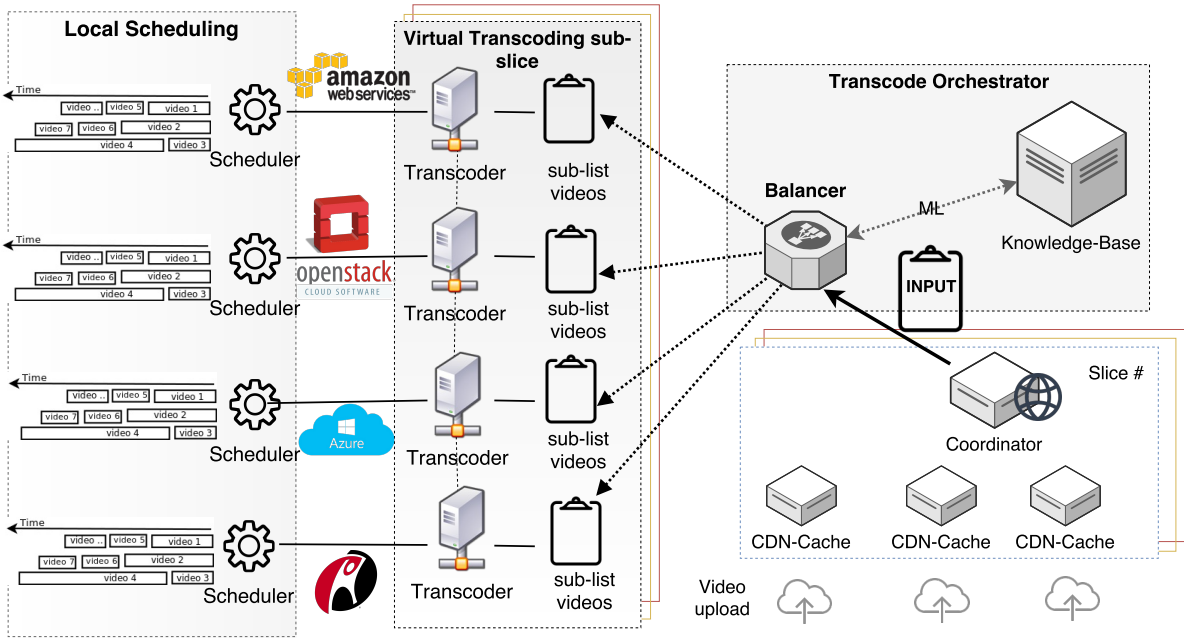 Local Scheduling
Time
video ..
video 5
video 1
video 7
video 6
video 2
video 4
video 3
Scheduler
Time
video ..
video 5
video 1
video 7
video 6
video 2
video 4
video 3
Scheduler
Time
video ..
video 5
video 1
video 7
video 6
video 2
video 4
video 3
Scheduler
Time
video ..
video 5
video 1
video 7
video 6
video 2
video 4
video 3
Scheduler
amazon
web services™
openstack
CLOUD SOFTWARE
Azure
Virtual Transcoding sub-
slice
Transcoder
sub-list
videos
Transcoder
sub-list
videos
Transcoder
sub-list
videos
Transcoder
sub-list
videos
Transcode Orchestrator
Balancer
ML
Knowledge-Base
INPUT
Slice #
Coordinator
CDN-Cache
CDN-Cache
CDN-Cache
Video
upload